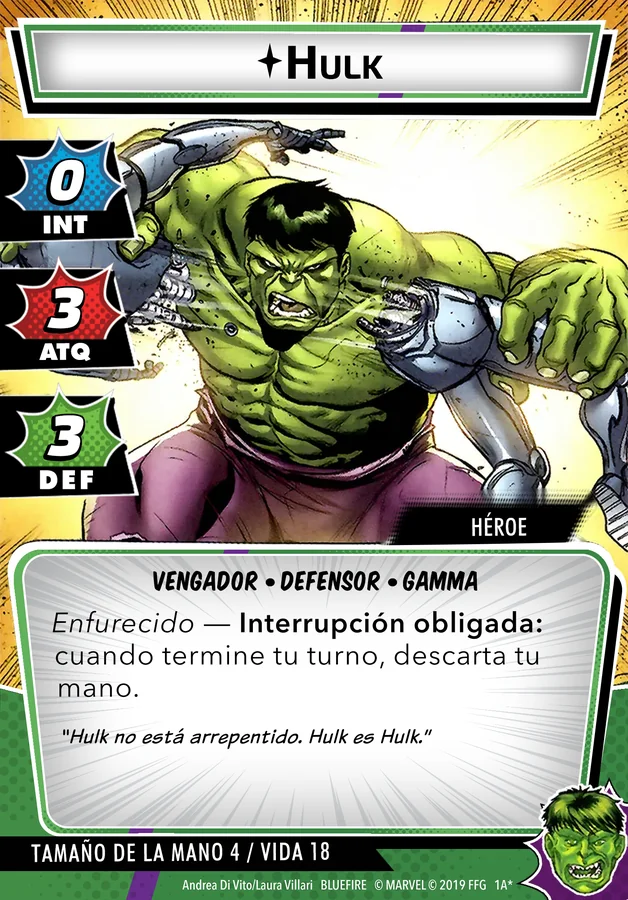 HULK
0
INT
3
ATQ
3
DEF
HÉROE
VENGADOR • DEFENSOR • GAMMA
Enfurecido — Interrupción obligada:
cuando termine tu turno, descarta tu
mano.
"Hulk no está arrepentido. Hulk es Hulk."
TAMAÑO DE LA MANO 4 / VIDA 18
Andrea Di Vito/Laura Villari BLUEFIRE © MARVEL © 2019 FFG 1A*